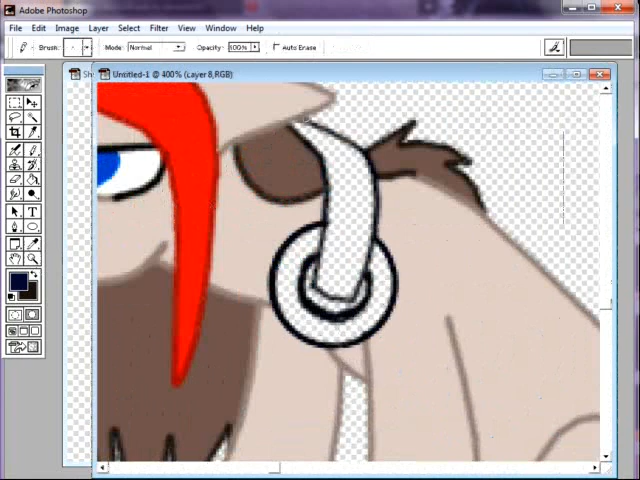 Adobe Photoshop
File Edit Image Layer Select Filter View Window Help
Brush: Mode: Normal Opacity: 100% Auto Erase
Untitled-1 @ 400% (Layer 8,RGB)